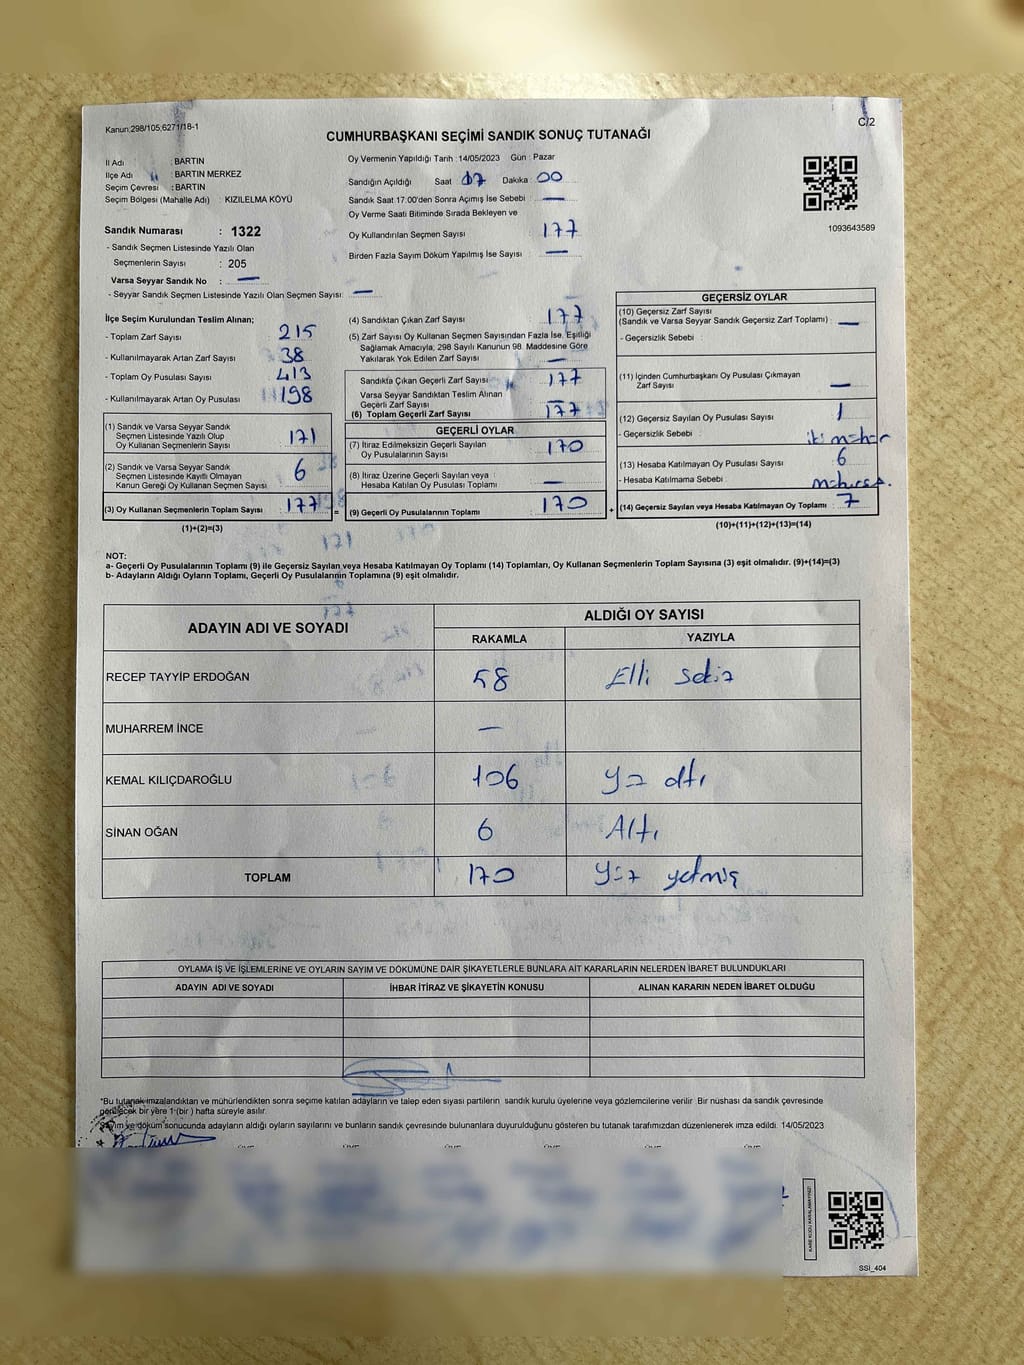 Kanun:298/105;6271/18-1
C/2
CUMHURBAŞKANI SEÇİMİ SANDIK SONUÇ TUTANAĞI
İl Adı : BARTIN
İlçe Adı : BARTIN MERKEZ
Seçim Çevresi : BARTIN
Seçim Bölgesi (Mahalle Adı) : KIZILELMA KÖYÜ
Sandık Numarası : 1322
- Sandık Seçmen Listesinde Yazılı Olan
Seçmenlerin Sayısı : 205
Varsa Seyyar Sandık No : —
- Seyyar Sandık Seçmen Listesinde Yazılı Olan Seçmen Sayısı: —
Oy Vermenin Yapıldığı Tarih : 14/05/2023 Gün : Pazar
Sandığın Açıldığı Saat 17 Dakika : 00
Sandık Saat 17:00'den Sonra Açımış İse Sebebi : —
Oy Verme Saati Bitiminde Sırada Bekleyen ve
Oy Kullandırılan Seçmen Sayısı : 177
Birden Fazla Sayım Döküm Yapılmış İse Sayısı : —
1093643589
İlçe Seçim Kurulundan Teslim Alınan;
- Toplam Zarf Sayısı : 215
- Kullanılmayarak Artan Zarf Sayısı : 38
- Toplam Oy Pusulası Sayısı : 413
- Kullanılmayarak Artan Oy Pusulası : 198
(1) Sandık ve Varsa Seyyar Sandık
Seçmen Listesinde Yazılı Olup
Oy Kullanan Seçmenlerin Sayısı : 171
(2) Sandık ve Varsa Seyyar Sandık
Seçmen Listesinde Kayıtlı Olmayan
Kanun Gereği Oy Kullanan Seçmen Sayısı : 6
(3) Oy Kullanan Seçmenlerin Toplam Sayısı : 177
(1)+(2)=(3)
(4) Sandıktan Çıkan Zarf Sayısı : 177
(5) Zarf Sayısı Oy Kullanan Seçmen Sayısından Fazla İse, Eşitliği
Sağlamak Amacıyla, 298 Sayılı Kanunun 98. Maddesine Göre
Yakılarak Yok Edilen Zarf Sayısı : —
Sandıkta Çıkan Geçerli Zarf Sayısı : 177
Varsa Seyyar Sandıktan Teslim Alınan
Geçerli Zarf Sayısı : —
(6) Toplam Geçerli Zarf Sayısı : 177
GEÇERLİ OYLAR
(7) İtiraz Edilmeksizin Geçerli Sayılan
Oy Pusulalarının Sayısı : 170
(8) İtiraz Üzerine Geçerli Sayılan veya :
Hesaba Katılan Oy Pusulası Toplamı —
(9) Geçerli Oy Pusulalarının Toplamı : 170
GEÇERSİZ OYLAR
(10) Geçersiz Zarf Sayısı
(Sandık ve Varsa Seyyar Sandık Geçersiz Zarf Toplamı) : —
- Geçersizlik Sebebi :
(11) İçinden Cumhurbaşkanı Oy Pusulası Çıkmayan
Zarf Sayısı : —
(12) Geçersiz Sayılan Oy Pusulası Sayısı : 1
- Geçersizlik Sebebi : iki mühür
(13) Hesaba Katılmayan Oy Pusulası Sayısı : 6
- Hesaba Katılmama Sebebi :
(14) Geçersiz Sayılan veya Hesaba Katılmayan Oy Toplamı : 7
(10)+(11)+(12)+(13)=(14)
NOT:
a- Geçerli Oy Pusulalarının Toplamı (9) ile Geçersiz Sayılan veya Hesaba Katılmayan Oy Toplamı (14) Toplamları, Oy Kullanan Seçmenlerin Toplam Sayısına (3) eşit olmalıdır. (9)+(14)=(3)
b- Adayların Aldığı Oyların Toplamı, Geçerli Oy Pusulalarının Toplamına (9) eşit olmalıdır.
ADAYIN ADI VE SOYADI
ALDIĞI OY SAYISI
RAKAMLA YAZIYLA
RECEP TAYYİP ERDOĞAN 58 Elli sekiz
MUHARREM İNCE —
KEMAL KILIÇDAROĞLU 106 Yüz altı
SİNAN OĞAN 6 Altı
TOPLAM 170 Yüz yetmiş
OYLAMA İŞ VE İŞLEMLERİNE VE OYLARIN SAYIM VE DÖKÜMÜNE DAİR ŞİKAYETLERLE BUNLARA AİT KARARLARIN NELERDEN İBARET BULUNDUKLARI
ADAYIN ADI VE SOYADI İHBAR İTİRAZ VE ŞİKAYETİN KONUSU ALINAN KARARIN NEDEN İBARET OLDUĞU
*Bu tutanak imzalandıktan ve mühürlendikten sonra seçime katılan adayların ve talep eden siyasi partilerin sandık kurulu üyelerine veya gözlemcilerine verilir. Bir nüshası da sandık çevresinde
görülecek bir yere 1 (bir) hafta süreyle asılır.
Sayım ve döküm sonucunda adayların aldığı oyların sayılarını ve bunların sandık çevresinde bulunanlara duyurulduğunu gösteren bu tutanak tarafımızdan düzenlenerek imza edildi. 14/05/2023
KARE KODU KARALAMAYINIZ!
SSI_404